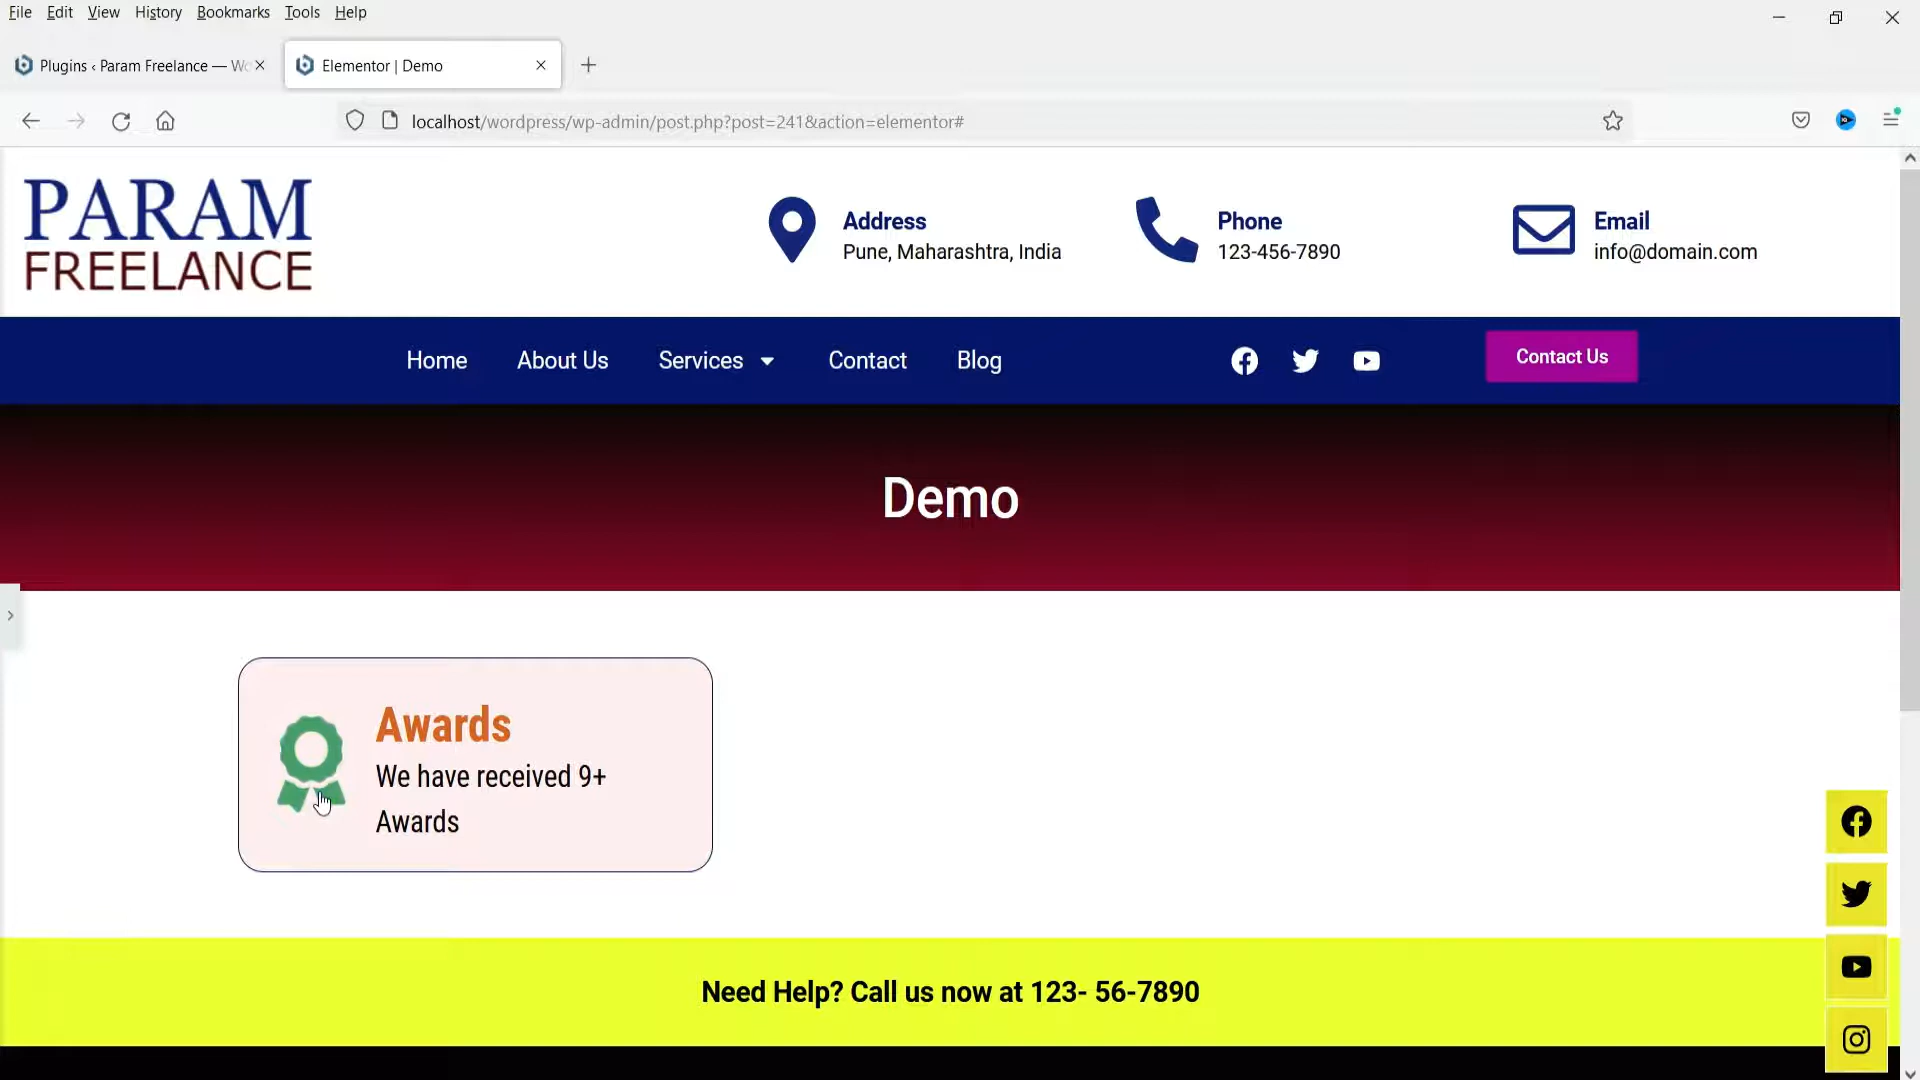 File Edit View History Bookmarks Tools Help
Plugins ‹ Param Freelance — Wo
Elementor | Demo
localhost/wordpress/wp-admin/post.php?post=241&action=elementor#
PARAM
FREELANCE
Address
Pune, Maharashtra, India
Phone
123-456-7890
Email
info@domain.com
Home About Us Services Contact Blog
Contact Us
Demo
Awards
We have received 9+
Awards
Need Help? Call us now at 123- 56-7890